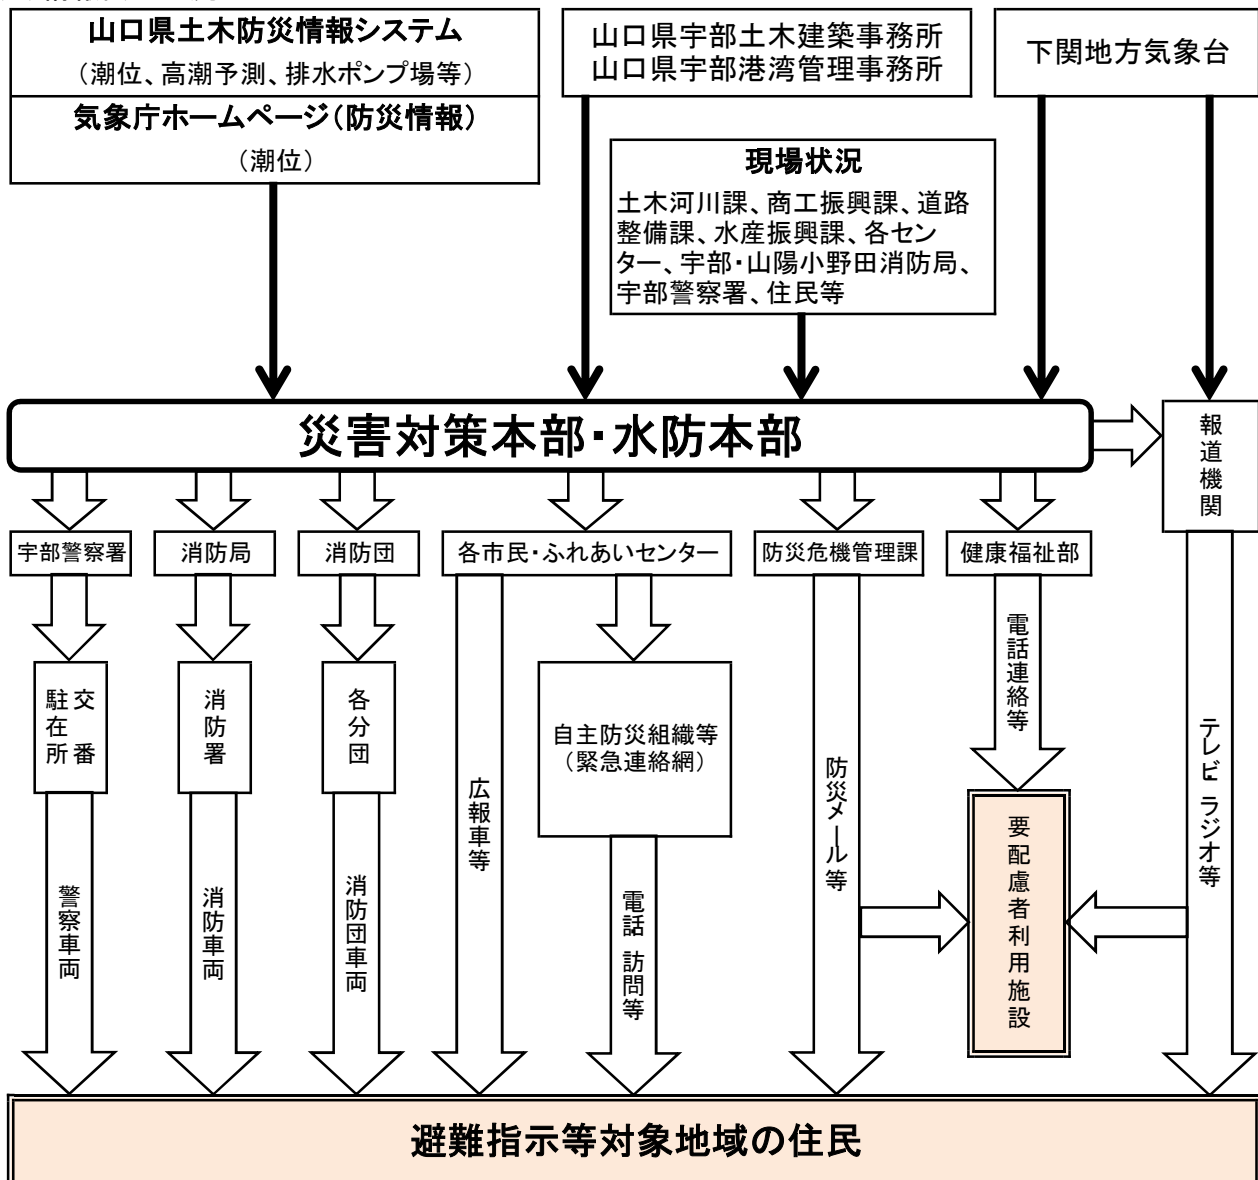 山口県土木防災情報システム
（潮位、高潮予測、排水ポンプ場等）
気象庁ホームページ（防災情報）
（潮位）
山口県宇部土木建築事務所
山口県宇部港湾管理事務所
下関地方気象台
現場状況
土木河川課、商工振興課、道路
整備課、水産振興課、各セン
ター、宇部・山陽小野田消防局、
宇部警察署、住民等
災害対策本部・水防本部
報道機関
宇部警察署
消防局
消防団
各市民・ふれあいセンター
防災危機管理課
健康福祉部
交番
駐在所
消防署
各分団
自主防災組織等
（緊急連絡網）
電話連絡等
警察車両
消防車両
消防団車両
広報車等
電話・訪問等
防災メール等
要配慮者利用施設
テレビ・ラジオ等
避難指示等対象地域の住民